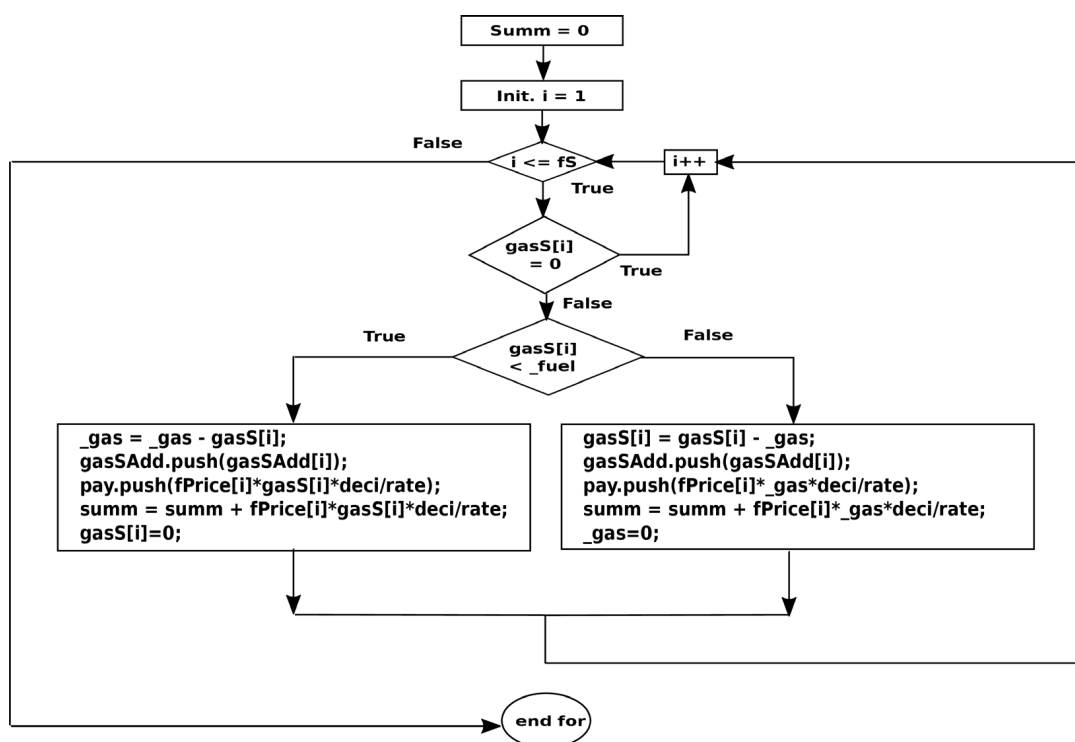 Summ = 0
Init. i = 1
False
i <= fS
i++
True
gasS[i]
= 0
True
False
True
False
gasS[i]
< _fuel
_gas = _gas - gasS[i];
gasSAdd.push(gasSAdd[i]);
pay.push(fPrice[i]*gasS[i]*deci/rate);
summ = summ + fPrice[i]*gasS[i]*deci/rate;
gasS[i]=0;
gasS[i] = gasS[i] - _gas;
gasSAdd.push(gasSAdd[i]);
pay.push(fPrice[i]*_gas*deci/rate);
summ = summ + fPrice[i]*_gas*deci/rate;
_gas=0;
end for